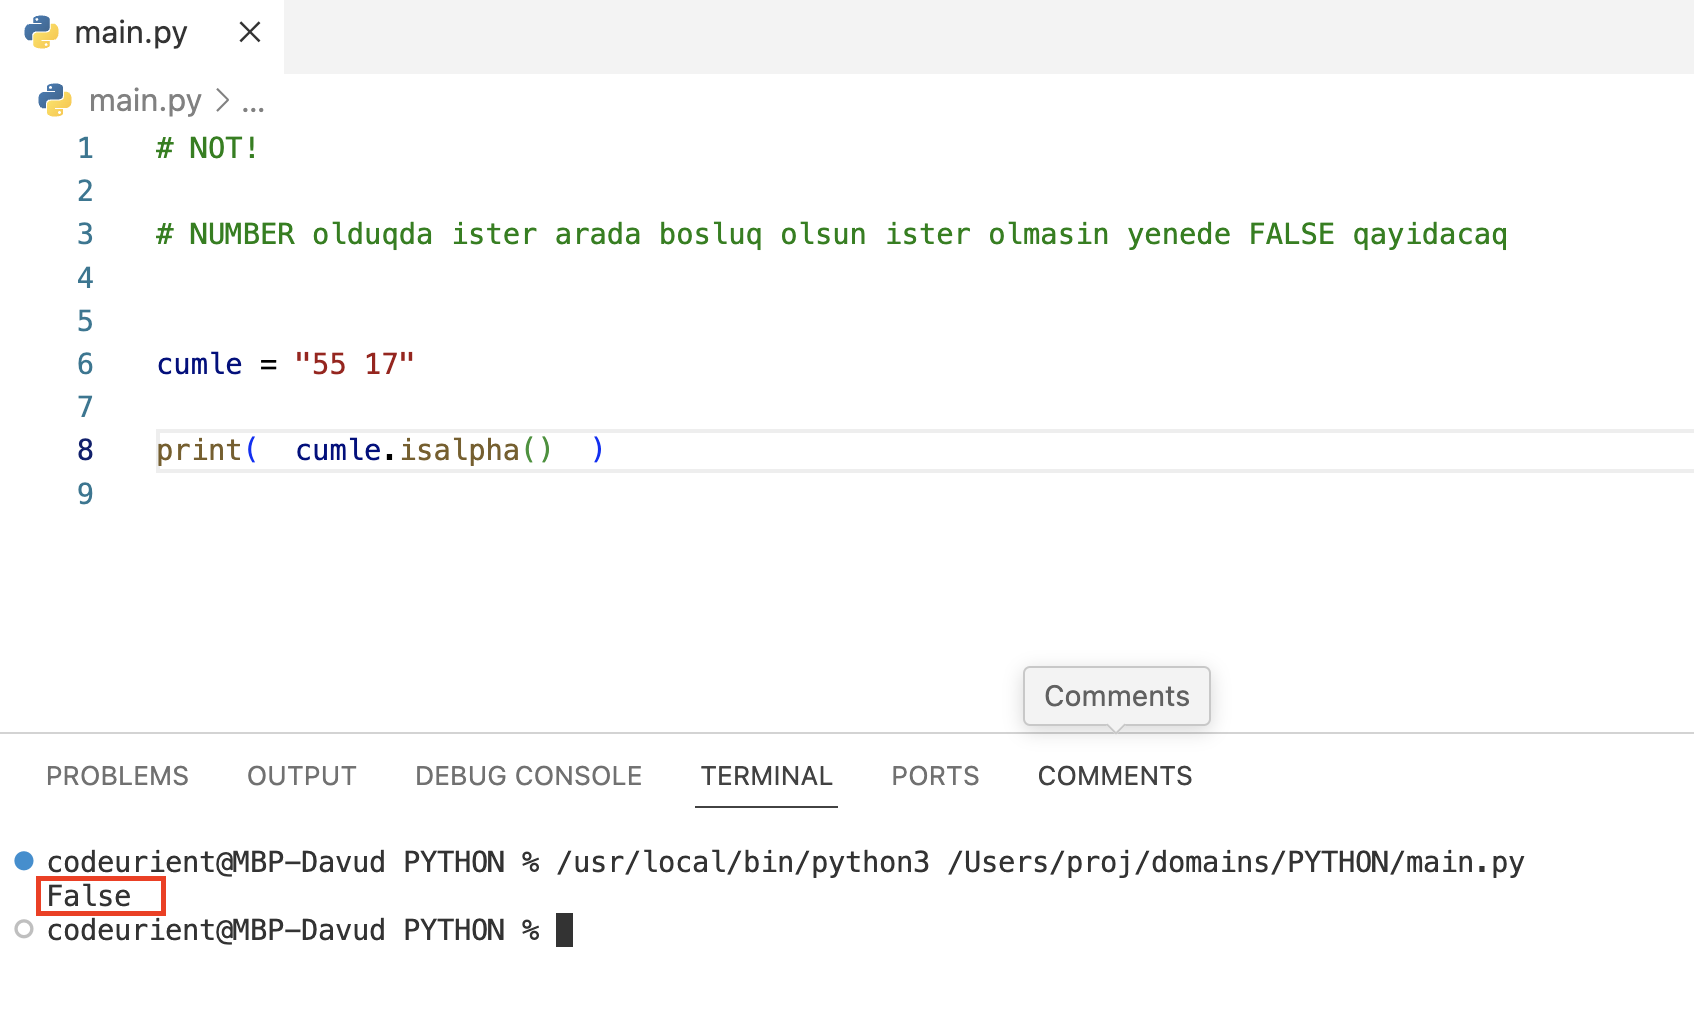 main.py
main.py > ...
1 # NOT!
2
3 # NUMBER olduqda ister arada bosluq olsun ister olmasin yenede FALSE qayidacaq
4
5
6 cumle = "55 17"
7
8 print(  cumle.isalpha()  )
9
Comments
PROBLEMS OUTPUT DEBUG CONSOLE TERMINAL PORTS COMMENTS
codeurient@MBP-Davud PYTHON % /usr/local/bin/python3 /Users/proj/domains/PYTHON/main.py
False
codeurient@MBP-Davud PYTHON %